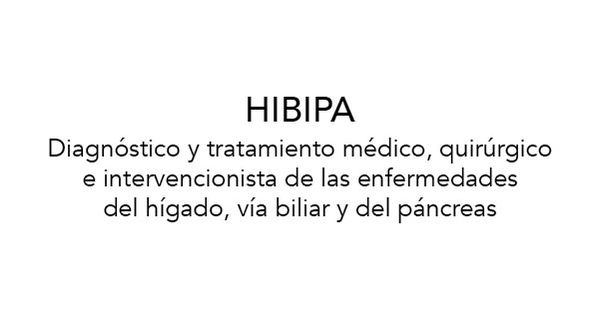 HIBIPA
Diagnóstico y tratamiento médico, quirúrgico
e intervencionista de las enfermedades
del hígado, vía biliar y del páncreas